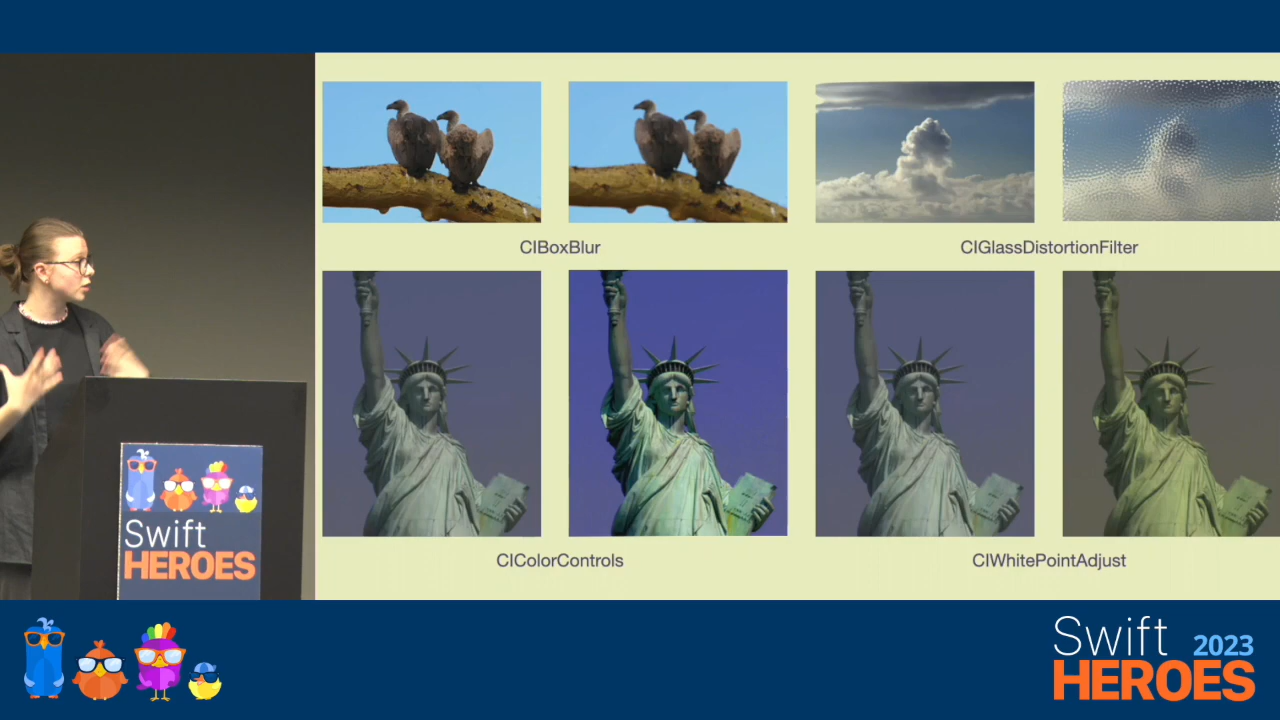 CIBoxBlur
CIGlassDistortionFilter
CIColorControls
CIWhitePointAdjust
Swift
HEROES
Swift 2023
HEROES